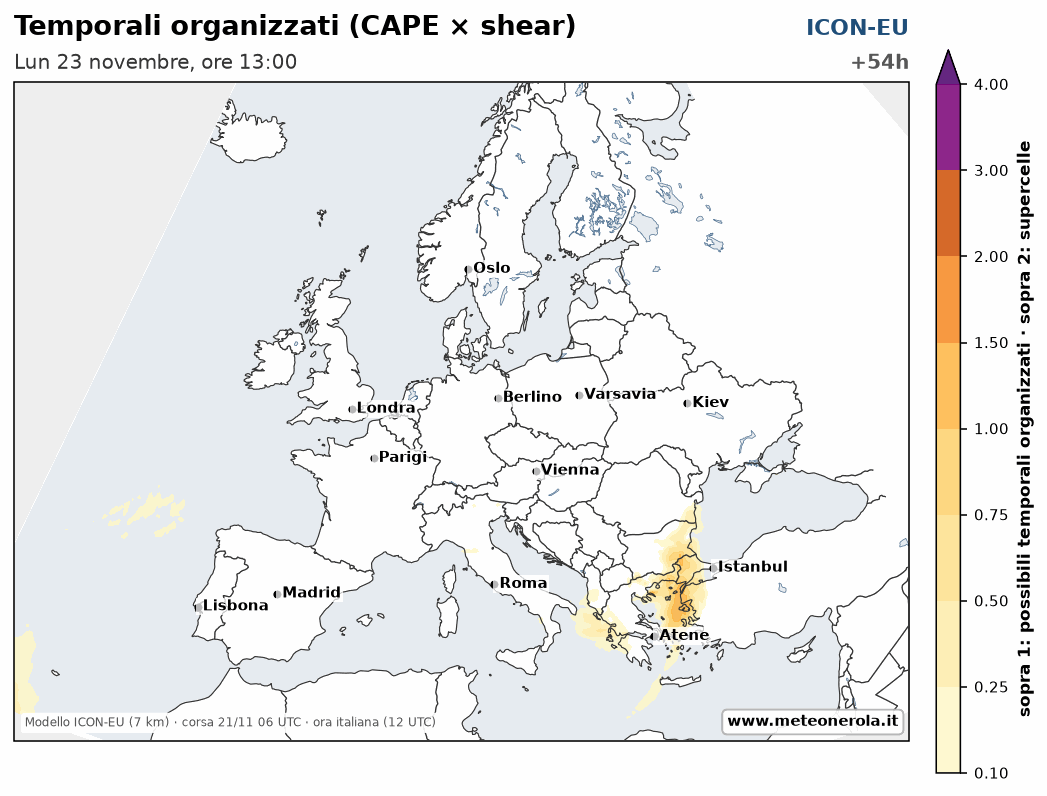 Temporali organizzati (CAPE × shear)
ICON-EU
Lun 23 novembre, ore 13:00
+54h
4.00
3.00
2.00
1.50
1.00
0.75
0.50
0.25
0.10
sopra 1: possibili temporali organizzati · sopra 2: supercelle
Oslo
Berlino
Varsavia
Kiev
Londra
Parigi
Vienna
Istanbul
Roma
Madrid
Lisbona
Atene
Modello ICON-EU (7 km) · corsa 21/11 06 UTC · ora italiana (12 UTC)
www.meteonerola.it